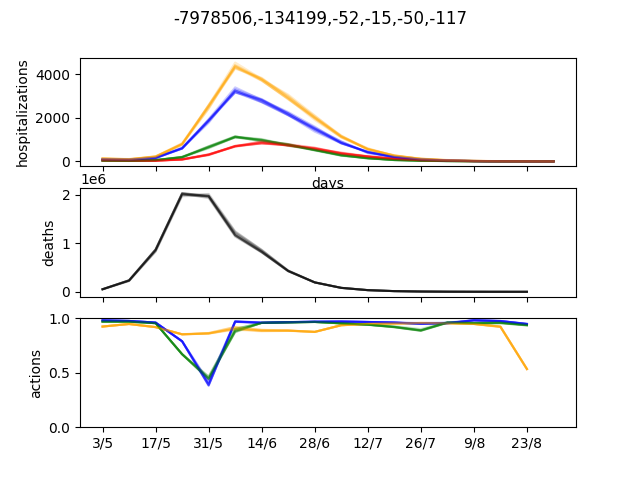 -7978506,-134199,-52,-15,-50,-117
hospitalizations
4000
2000
0
days
1e6
deaths
2
1
0
actions
1.0
0.5
0.0
3/5 17/5 31/5 14/6 28/6 12/7 26/7 9/8 23/8